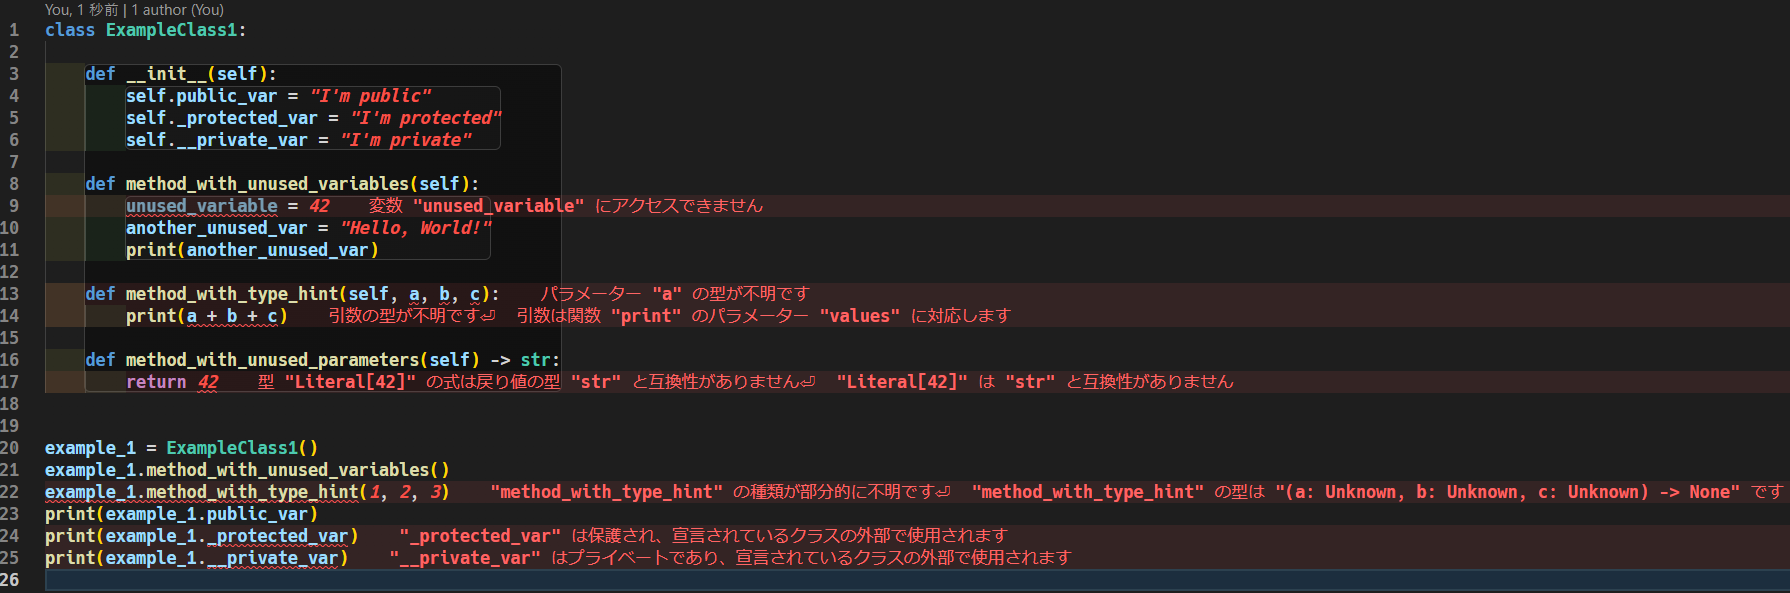 You, 1 秒前 | 1 author (You)
1 class ExampleClass1:
2
3 def __init__(self):
4 self.public_var = "I'm public"
5 self._protected_var = "I'm protected"
6 self.__private_var = "I'm private"
7
8 def method_with_unused_variables(self):
9 unused_variable = 42 変数 "unused_variable" にアクセスできません
10 another_unused_var = "Hello, World!"
11 print(another_unused_var)
12
13 def method_with_type_hint(self, a, b, c): パラメーター "a" の型が不明です
14 print(a + b + c) 引数の型が不明です⏎ 引数は関数 "print" のパラメーター "values" に対応します
15
16 def method_with_unused_parameters(self) -> str:
17 return 42 型 "Literal[42]" の式は戻り値の型 "str" と互換性がありません⏎ "Literal[42]" は "str" と互換性がありません
18
19
20 example_1 = ExampleClass1()
21 example_1.method_with_unused_variables()
22 example_1.method_with_type_hint(1, 2, 3) "method_with_type_hint" の種類が部分的に不明です⏎ "method_with_type_hint" の型は "(a: Unknown, b: Unknown, c: Unknown) -> None" です
23 print(example_1.public_var)
24 print(example_1._protected_var) "_protected_var" は保護され、宣言されているクラスの外部で使用されます
25 print(example_1.__private_var) "__private_var" はプライベートであり、宣言されているクラスの外部で使用されます
26